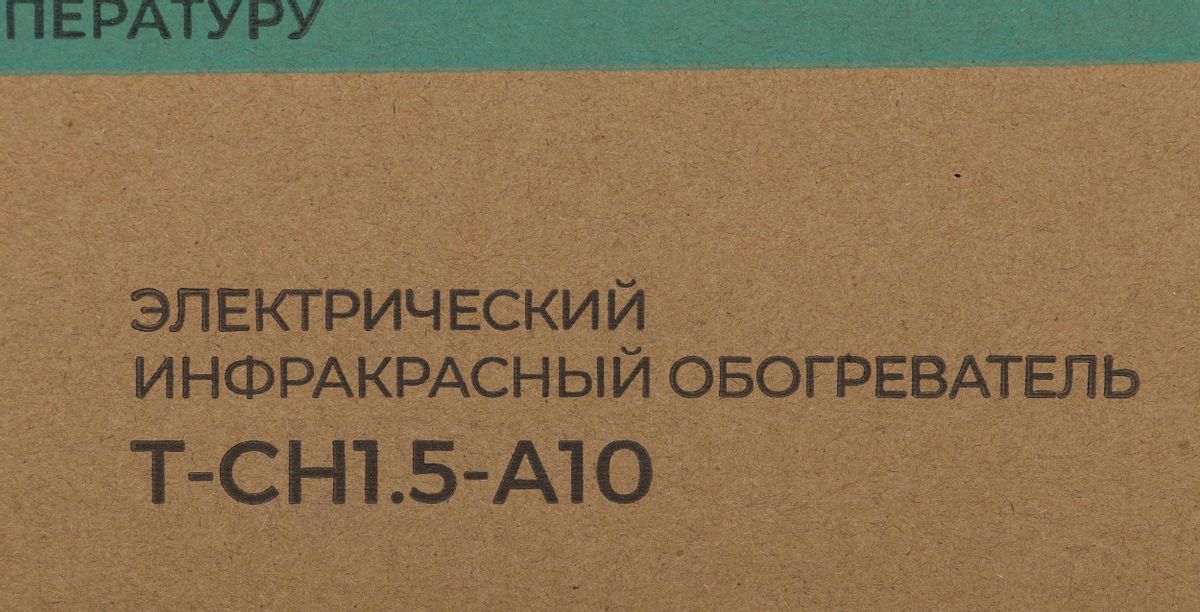 ПЕРАТУРУ
ЭЛЕКТРИЧЕСКИЙ
ИНФРАКРАСНЫЙ ОБОГРЕВАТЕЛЬ
T-CH1.5-A10